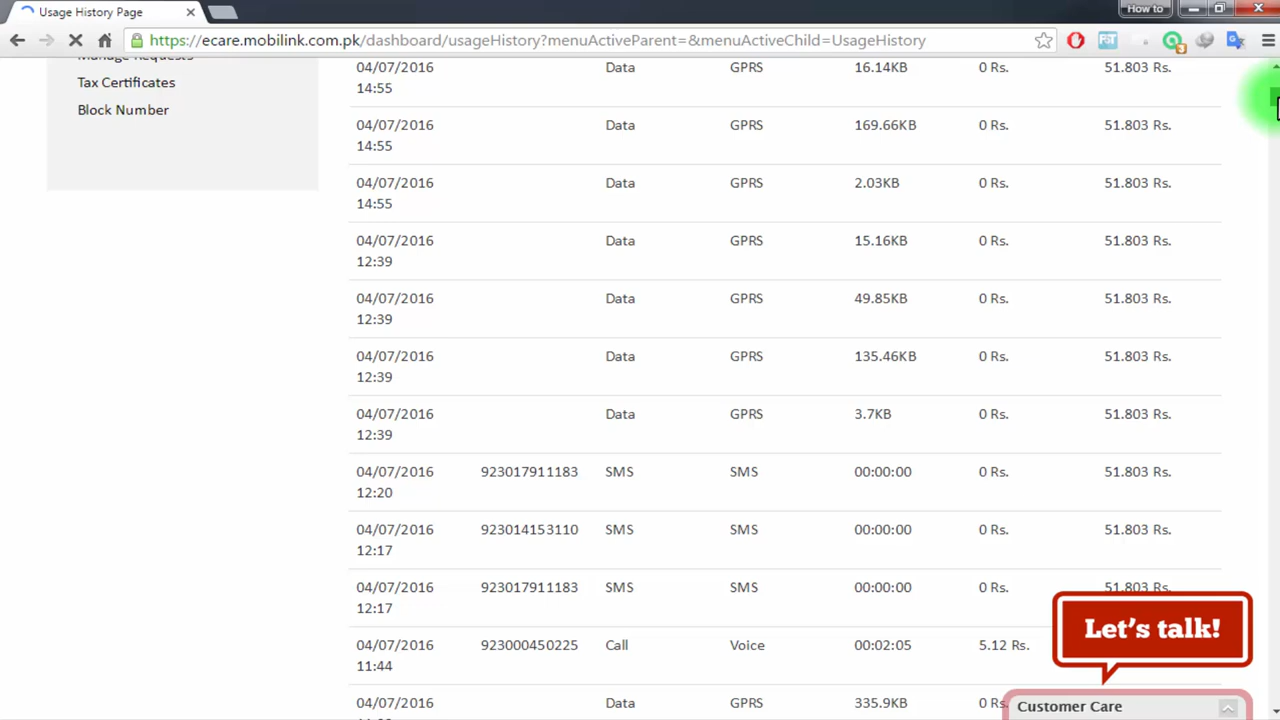 Usage History Page
How to
https://ecare.mobilink.com.pk/dashboard/usageHistory?menuActiveParent=&menuActiveChild=UsageHistory
3
Manage Requests
Tax Certificates
Block Number
04/07/2016 Data GPRS 16.14KB 0 Rs. 51.803 Rs.
14:55
04/07/2016 Data GPRS 169.66KB 0 Rs. 51.803 Rs.
14:55
04/07/2016 Data GPRS 2.03KB 0 Rs. 51.803 Rs.
14:55
04/07/2016 Data GPRS 15.16KB 0 Rs. 51.803 Rs.
12:39
04/07/2016 Data GPRS 49.85KB 0 Rs. 51.803 Rs.
12:39
04/07/2016 Data GPRS 135.46KB 0 Rs. 51.803 Rs.
12:39
04/07/2016 Data GPRS 3.7KB 0 Rs. 51.803 Rs.
12:39
04/07/2016 923017911183 SMS SMS 00:00:00 0 Rs. 51.803 Rs.
12:20
04/07/2016 923014153110 SMS SMS 00:00:00 0 Rs. 51.803 Rs.
12:17
04/07/2016 923017911183 SMS SMS 00:00:00 0 Rs. 51.803 Rs.
12:17
04/07/2016 923000450225 Call Voice 00:02:05 5.12 Rs.
11:44
04/07/2016 Data GPRS 335.9KB 0 Rs.
Let's talk!
Customer Care